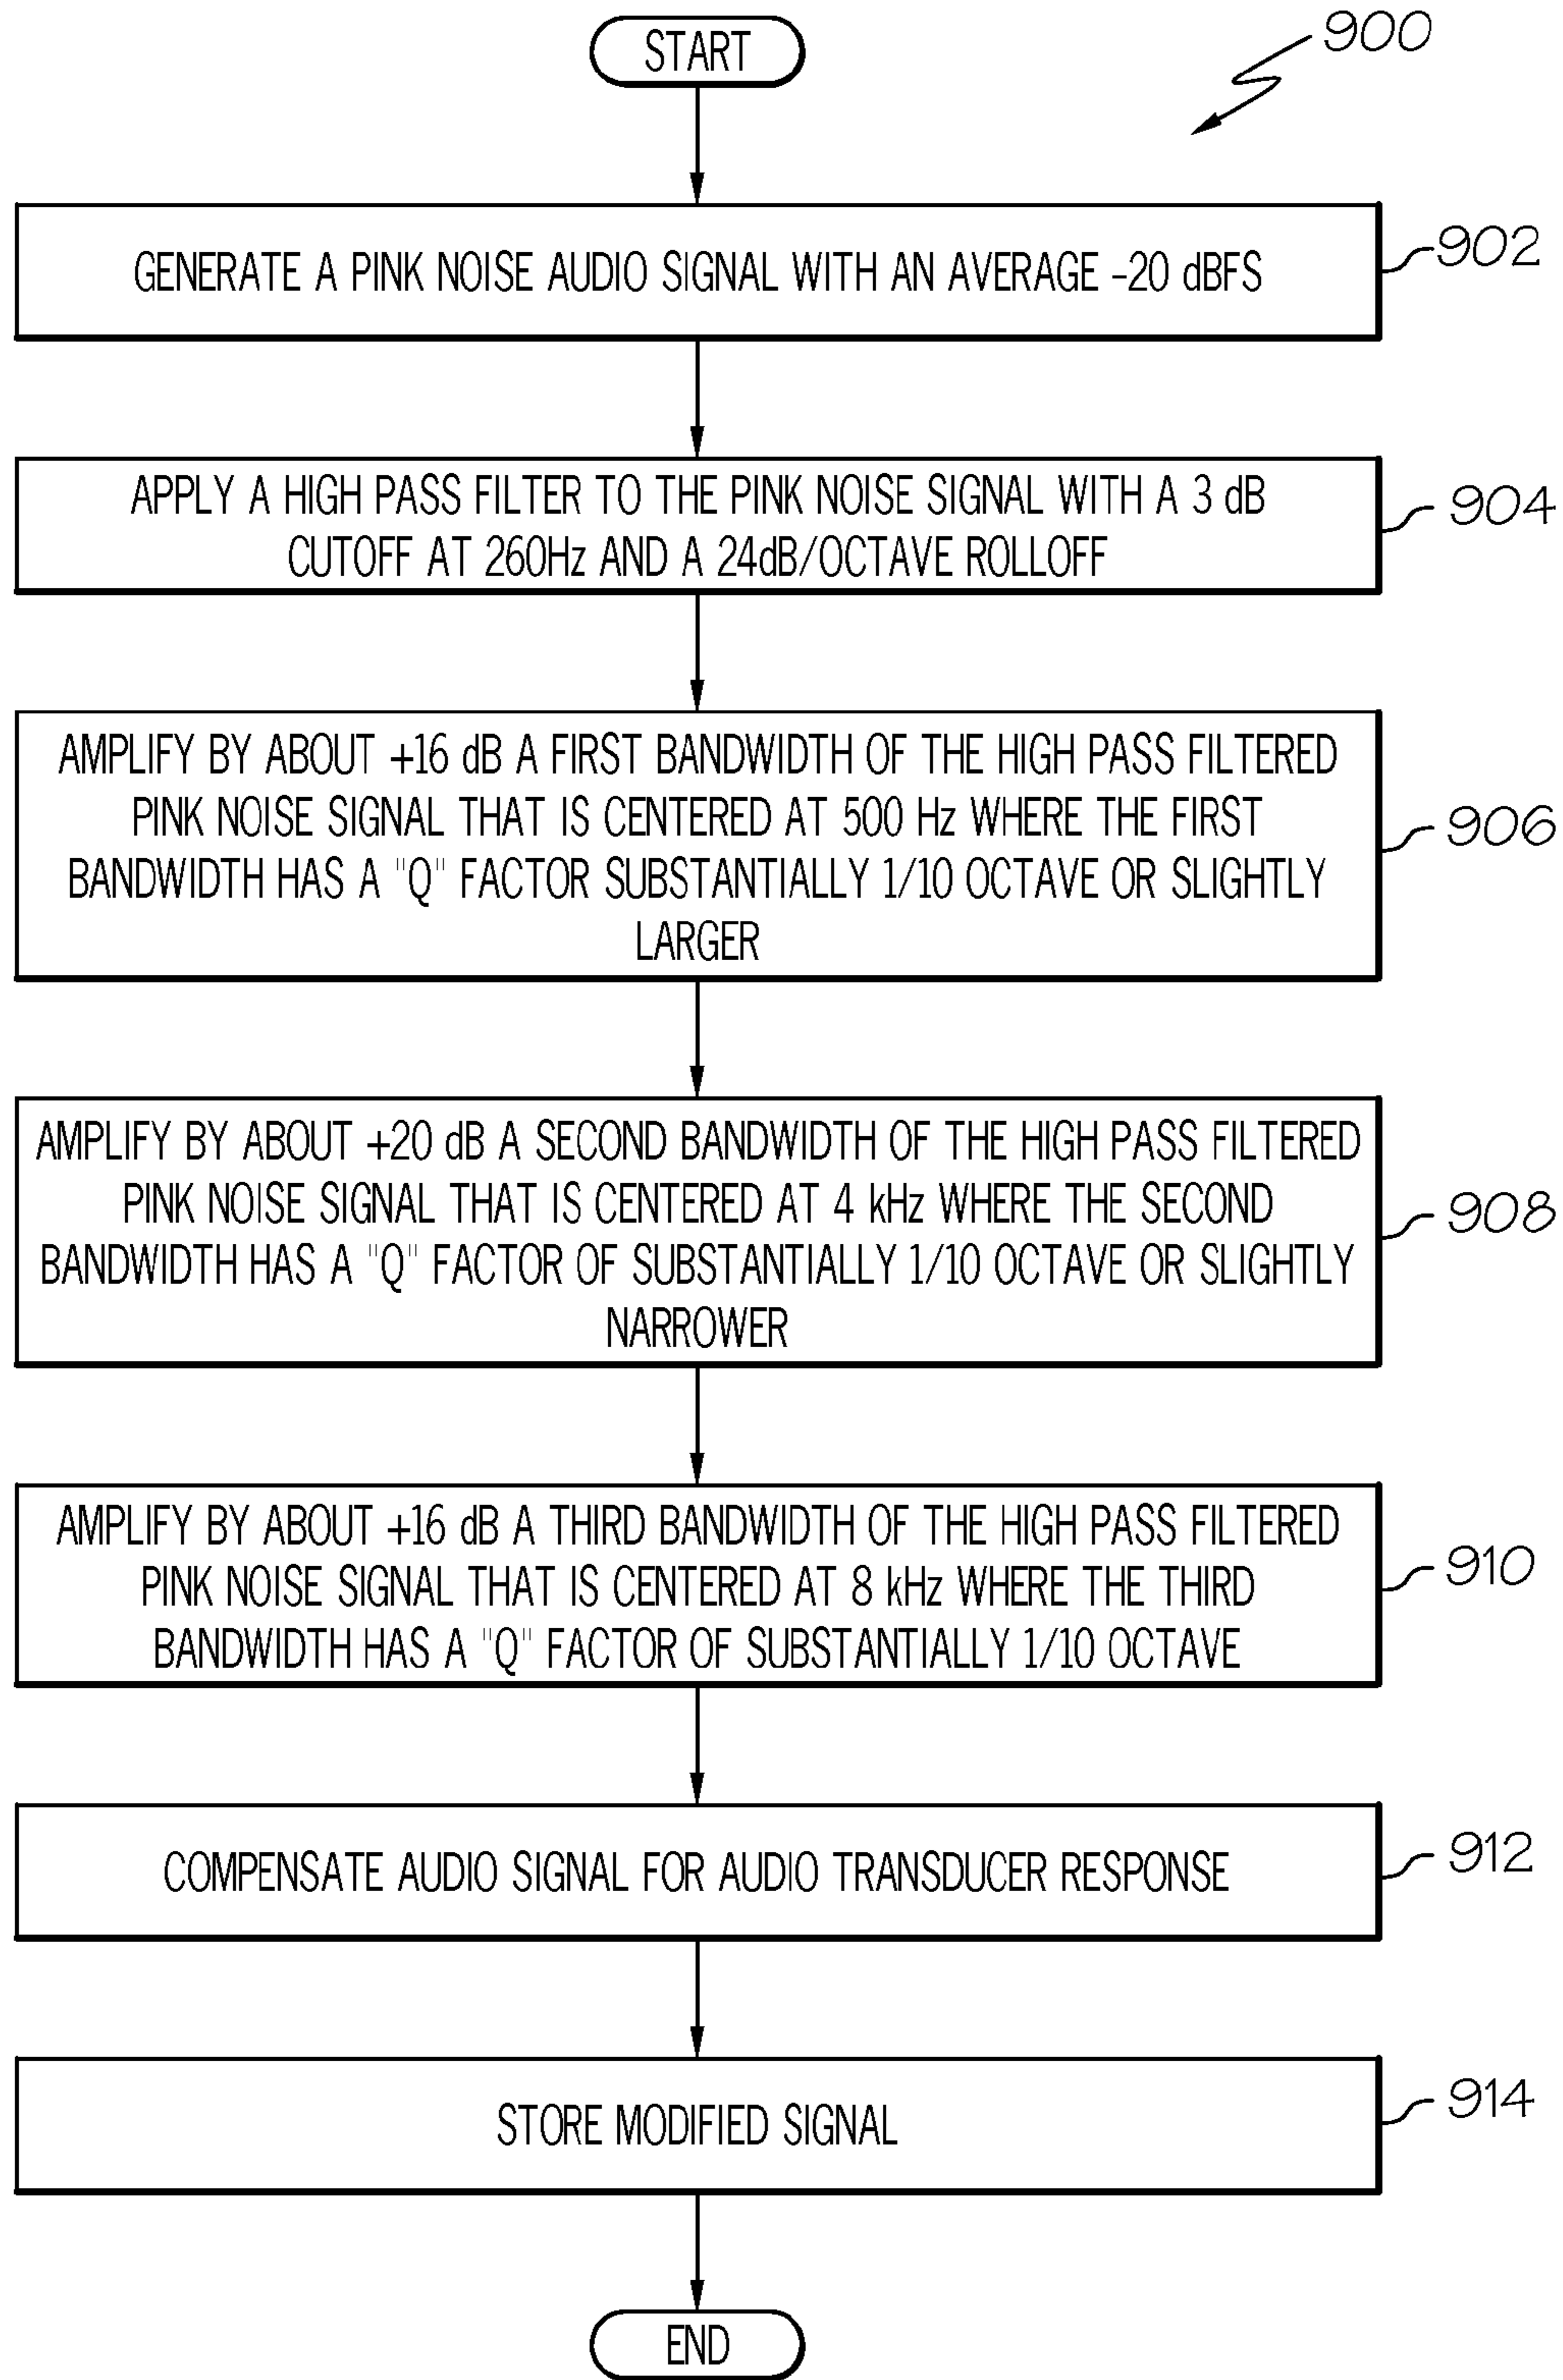 START
900
GENERATE A PINK NOISE AUDIO SIGNAL WITH AN AVERAGE -20 dBFS
902
APPLY A HIGH PASS FILTER TO THE PINK NOISE SIGNAL WITH A 3 dB
CUTOFF AT 260Hz AND A 24dB/OCTAVE ROLLOFF
904
AMPLIFY BY ABOUT +16 dB A FIRST BANDWIDTH OF THE HIGH PASS FILTERED
PINK NOISE SIGNAL THAT IS CENTERED AT 500 Hz WHERE THE FIRST
BANDWIDTH HAS A "Q" FACTOR SUBSTANTIALLY 1/10 OCTAVE OR SLIGHTLY
LARGER
906
AMPLIFY BY ABOUT +20 dB A SECOND BANDWIDTH OF THE HIGH PASS FILTERED
PINK NOISE SIGNAL THAT IS CENTERED AT 4 kHz WHERE THE SECOND
BANDWIDTH HAS A "Q" FACTOR OF SUBSTANTIALLY 1/10 OCTAVE OR SLIGHTLY
NARROWER
908
AMPLIFY BY ABOUT +16 dB A THIRD BANDWIDTH OF THE HIGH PASS FILTERED
PINK NOISE SIGNAL THAT IS CENTERED AT 8 kHz WHERE THE THIRD
BANDWIDTH HAS A "Q" FACTOR OF SUBSTANTIALLY 1/10 OCTAVE
910
COMPENSATE AUDIO SIGNAL FOR AUDIO TRANSDUCER RESPONSE
912
STORE MODIFIED SIGNAL
914
END